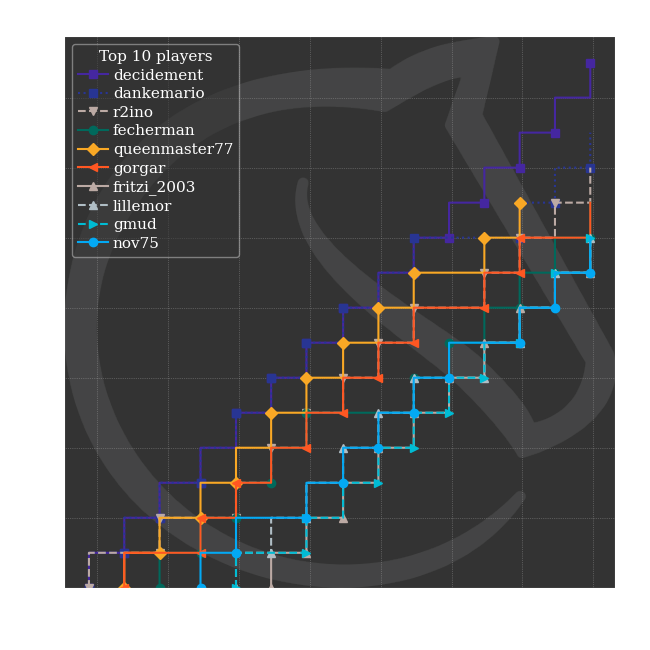 Top 10 players
decidement
dankemario
r2ino
fecherman
queenmaster77
gorgar
fritzi_2003
lillemor
gmud
nov75